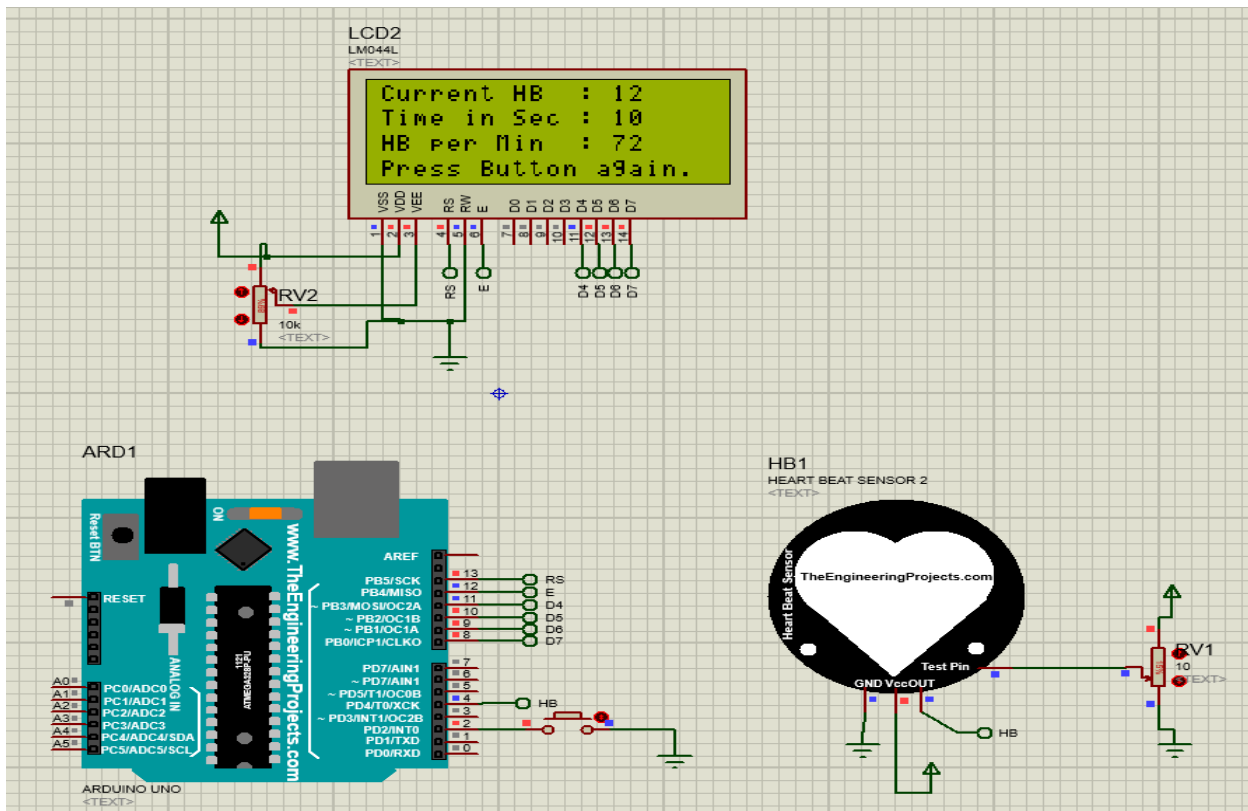 LCD2
LM044L
<TEXT>
Current HB : 12
Time in Sec : 10
HB per Min : 72
Press Button again.
VSS VDD VEE RS RW E D0 D1 D2 D3 D4 D5 D6 D7
1 2 3 4 5 6 7 8 9 10 11 12 13 14
RS E D4 D5 D6 D7
RV2
10k
<TEXT>
ARD1
Reset BTN
ON
www.TheEngineeringProjects.com
AREF
RESET
PB5/SCK 13 RS
PB4/MISO 12 E
~ PB3/MOSI/OC2A 11 D4
~ PB2/OC1B 10 D5
~ PB1/OC1A 9 D6
PB0/ICP1/CLKO 8 D7
ANALOG IN
1121
ATMEGA328P-PU
PD7/AIN1 7
~ PD7/AIN1 6
~ PD5/T1/OC0B 5
PD4/T0/XCK 4 HB
~ PD3/INT1/OC2B 3
PD2/INT0 2
PD1/TXD 1
PD0/RXD 0
A0 PC0/ADC0
A1 PC1/ADC1
A2 PC2/ADC2
A3 PC3/ADC3
A4 PC4/ADC4/SDA
A5 PC5/ADC5/SCL
ARDUINO UNO
<TEXT>
HB1
HEART BEAT SENSOR 2
<TEXT>
Heart Beat Sensor
TheEngineeringProjects.com
Test Pin
GND Vcc OUT
HB
RV1
10
<TEXT>